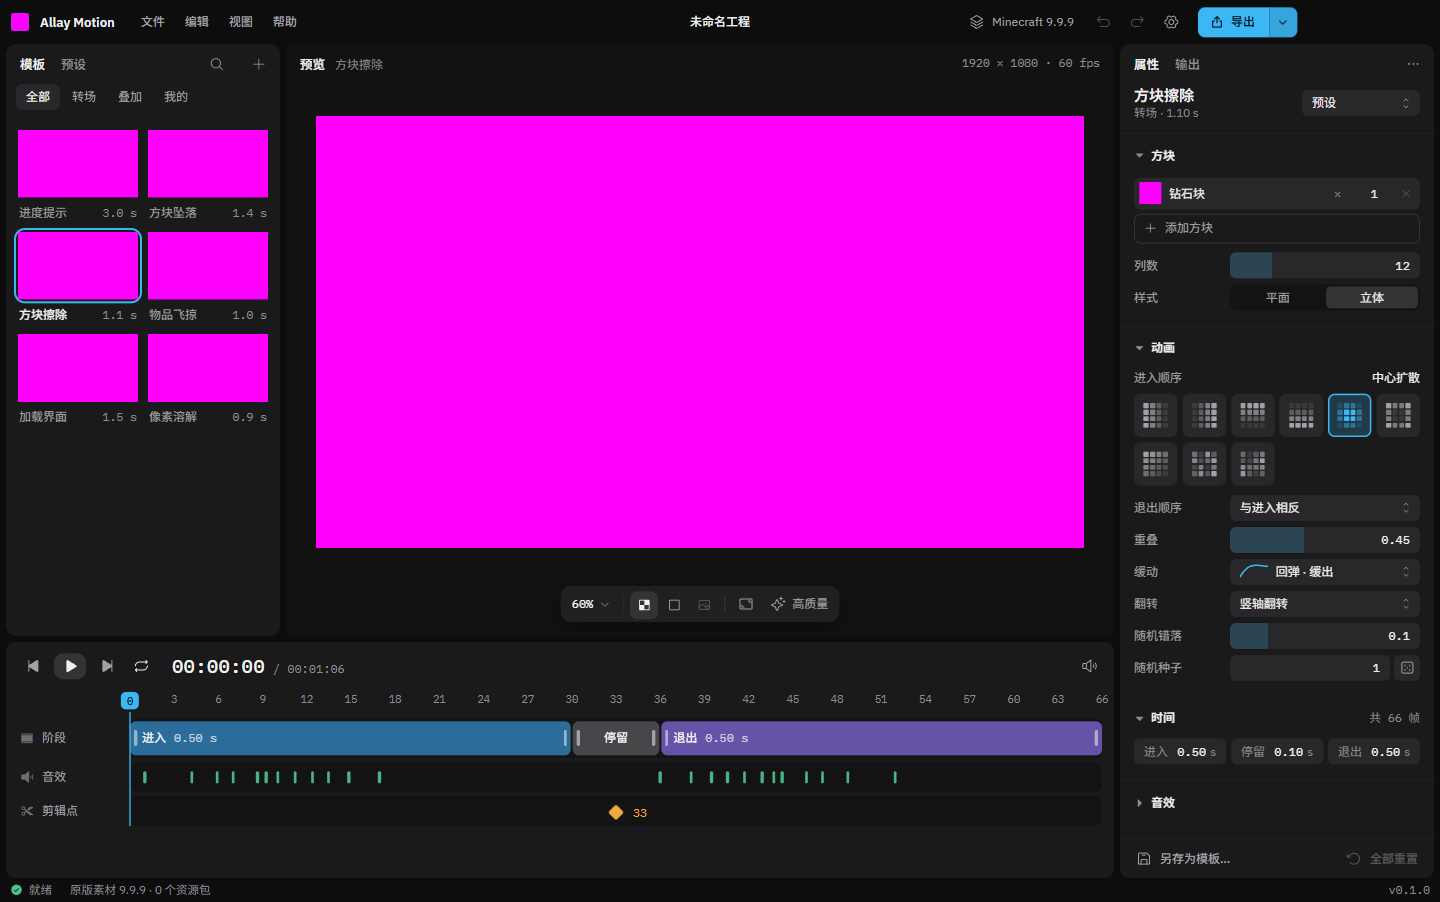 Allay Motion 文件 编辑 视图 帮助 未命名工程 Minecraft 9.9.9 导出
模板 预设
全部 转场 叠加 我的
进度提示 3.0 s 方块坠落 1.4 s
方块擦除 1.1 s 物品飞掠 1.0 s
加载界面 1.5 s 像素溶解 0.9 s
预览 方块擦除 1920 × 1080 · 60 fps
60% 高质量
属性 输出
方块擦除
转场 · 1.10 s
预设
方块
钻石块 × 1 ×
添加方块
列数 12
样式 平面 立体
动画
进入顺序 中心扩散
退出顺序 与进入相反
重叠 0.45
缓动 回弹 · 缓出
翻转 竖轴翻转
随机错落 0.1
随机种子 1
时间 共 66 帧
进入 0.50 s 停留 0.10 s 退出 0.50 s
音效
另存为模板... 全部重置
00:00:00 / 00:01:06
0 3 6 9 12 15 18 21 24 27 30 33 36 39 42 45 48 51 54 57 60 63 66
阶段 进入 0.50 s 停留 退出 0.50 s
音效
剪辑点 33
就绪 原版素材 9.9.9 · 0 个资源包 v0.1.0